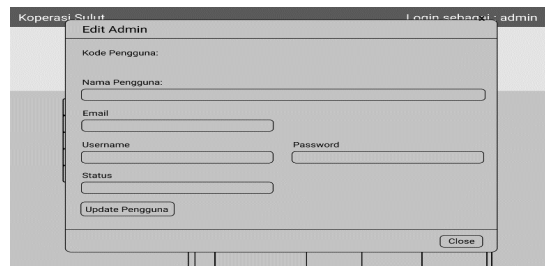 Koperasi Sulut Login sebagai : admin
Edit Admin
Kode Pengguna:
Nama Pengguna:
Email
Username Password
Status
Update Pengguna
Close